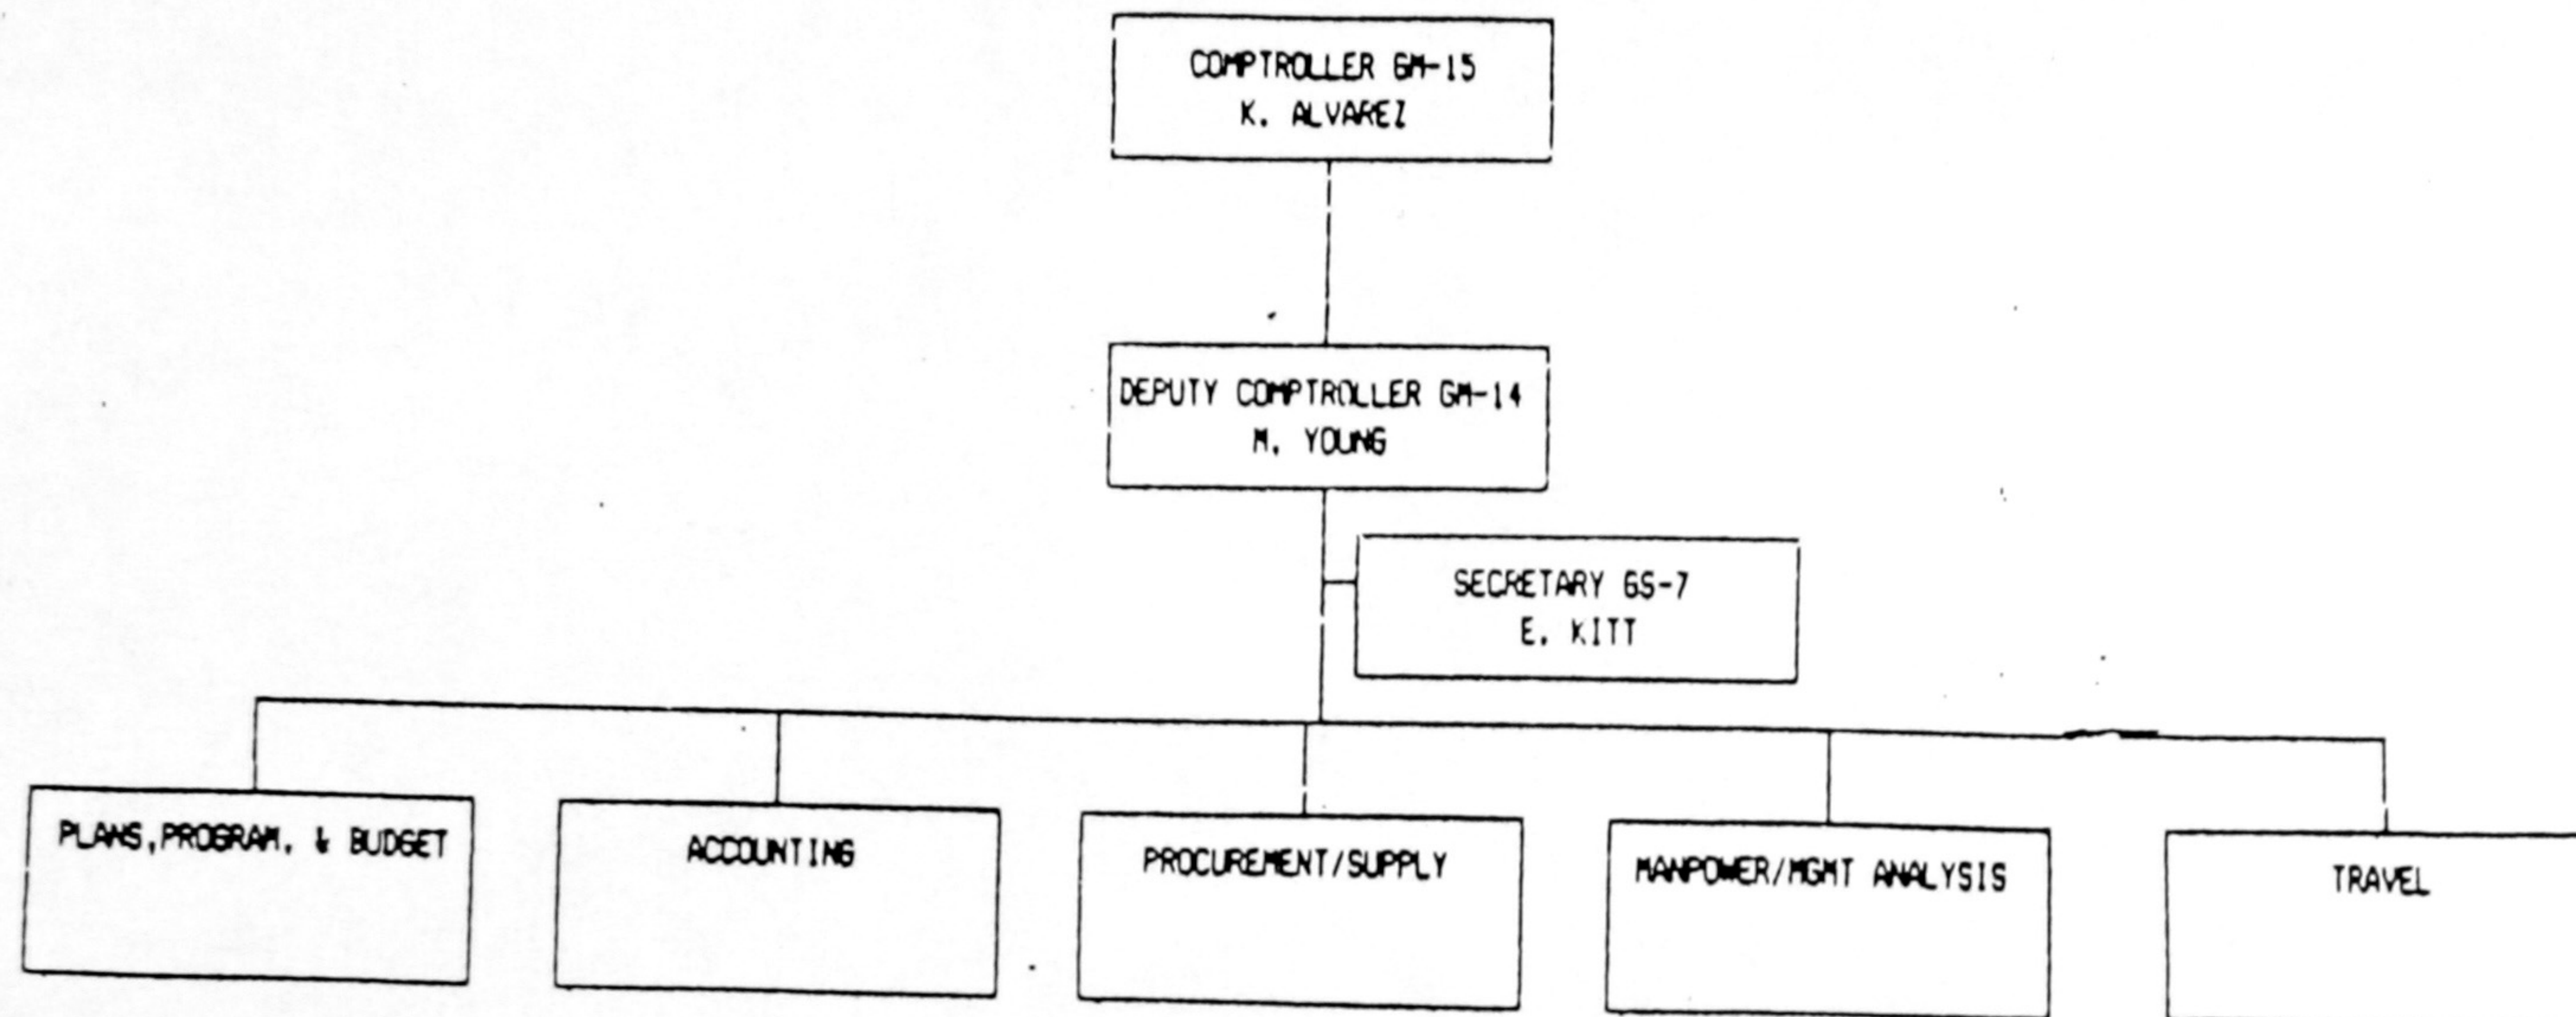 COMPTROLLER GM-15
K. ALVAREZ
DEPUTY COMPTROLLER GM-14
M. YOUNG
SECRETARY GS-7
E. KITT
PLANS,PROGRAM, & BUDGET
ACCOUNTING
PROCUREMENT/SUPPLY
MANPOWER/MGMT ANALYSIS
TRAVEL